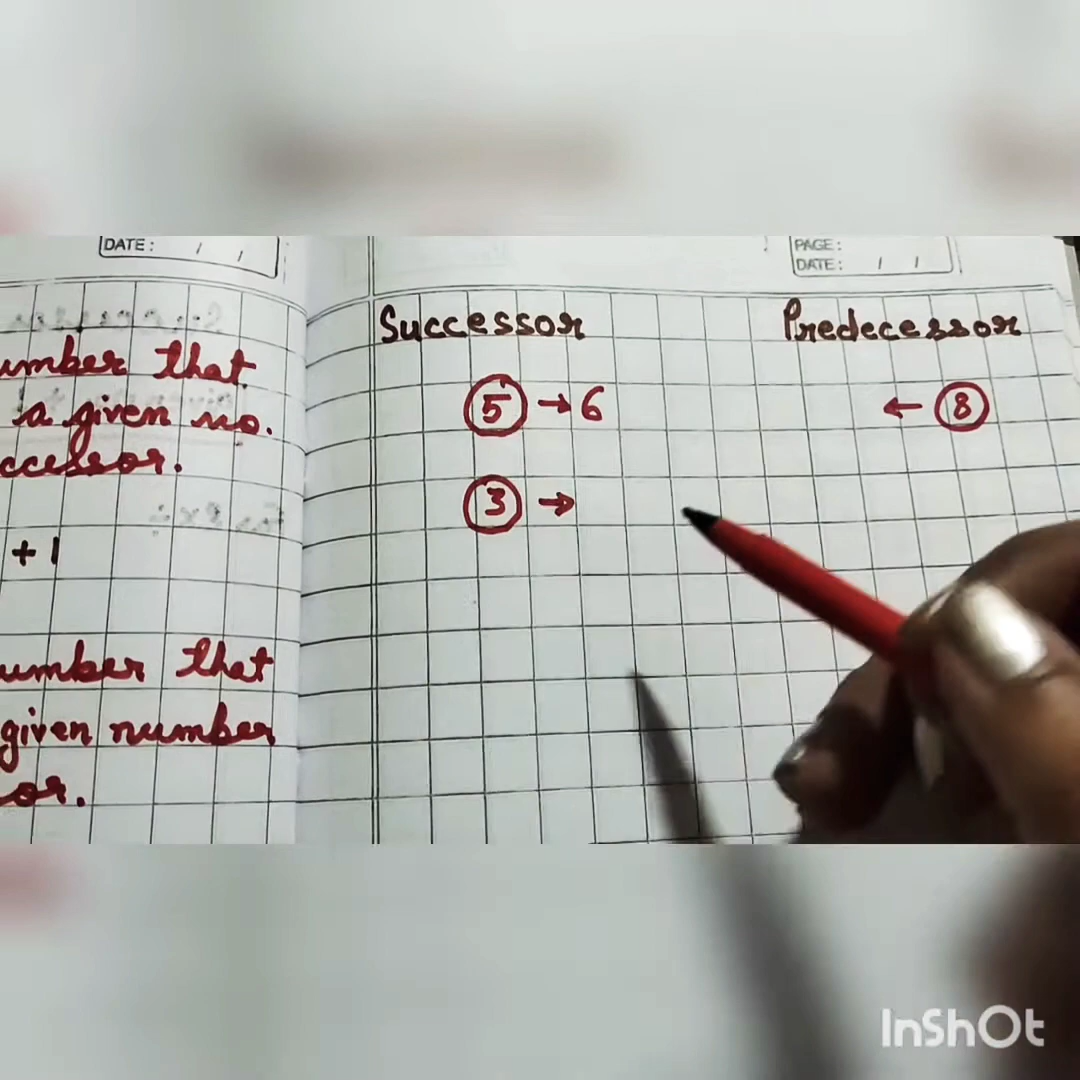 DATE: / /
umber that
a given no.
ccessor.
+ 1
umber that
given number
or.
PAGE:
DATE: / /
Successor
Predecessor
5 → 6
← 8
3 →
InShOt